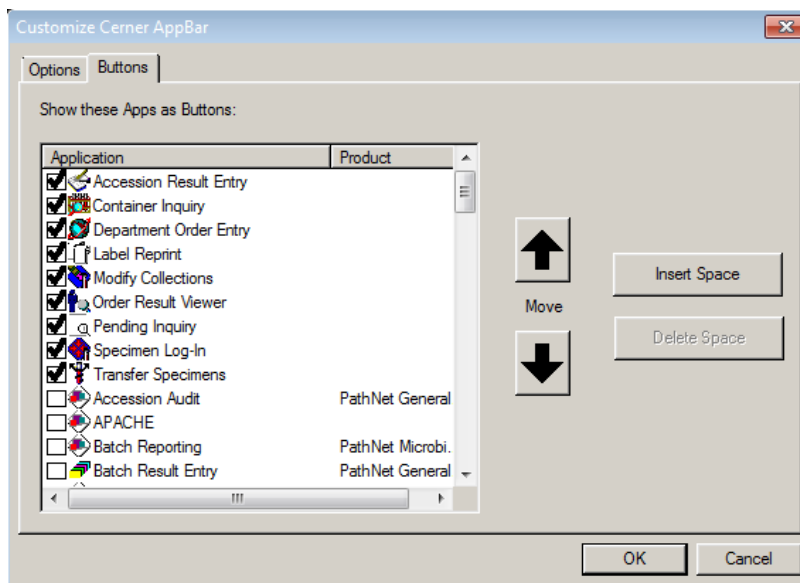 Customize Cerner AppBar
Options Buttons
Show these Apps as Buttons:
Application Product
Accession Result Entry
Container Inquiry
Department Order Entry
Label Reprint
Modify Collections
Order Result Viewer
Pending Inquiry
Specimen Log-In
Transfer Specimens
Accession Audit PathNet General
APACHE
Batch Reporting PathNet Microbi.
Batch Result Entry PathNet General
Move
Insert Space
Delete Space
OK Cancel